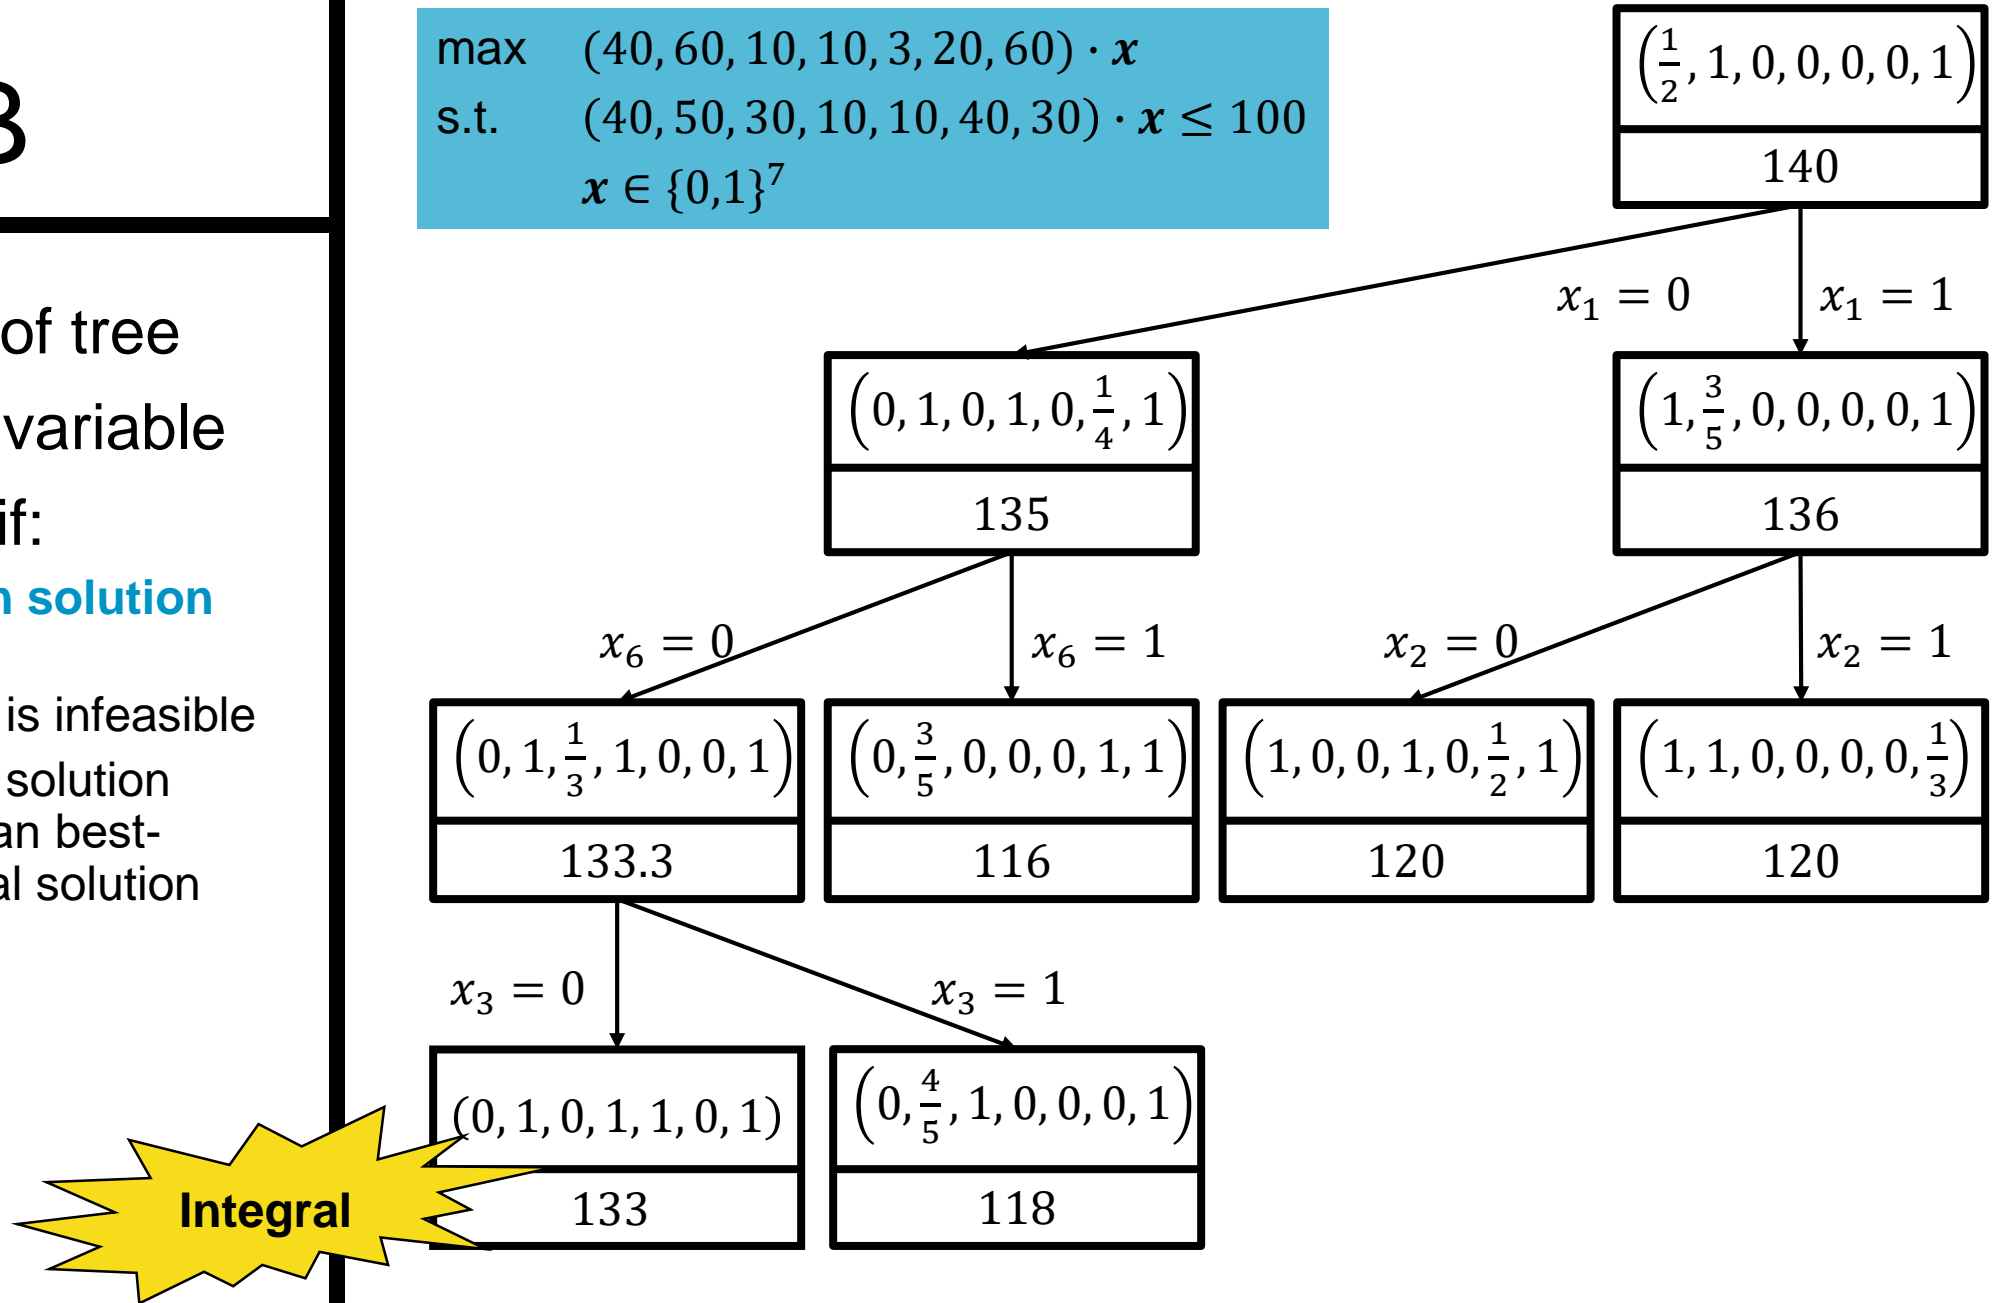 B
of tree
variable
if:
n solution
is infeasible
solution
an best-
al solution
max (40, 60, 10, 10, 3, 20, 60) · x
s.t. (40, 50, 30, 10, 10, 40, 30) · x ≤ 100
x ∈ {0,1}⁷
(1/2, 1, 0, 0, 0, 0, 1)
140
x₁ = 0
x₁ = 1
(0, 1, 0, 1, 0, 1/4, 1)
135
(1, 3/5, 0, 0, 0, 0, 1)
136
x₆ = 0
x₆ = 1
x₂ = 0
x₂ = 1
(0, 1, 1/3, 1, 0, 0, 1)
133.3
(0, 3/5, 0, 0, 0, 1, 1)
116
(1, 0, 0, 1, 0, 1/2, 1)
120
(1, 1, 0, 0, 0, 0, 1/3)
120
x₃ = 0
x₃ = 1
(0, 1, 0, 1, 1, 0, 1)
133
(0, 4/5, 1, 0, 0, 0, 1)
118
Integral